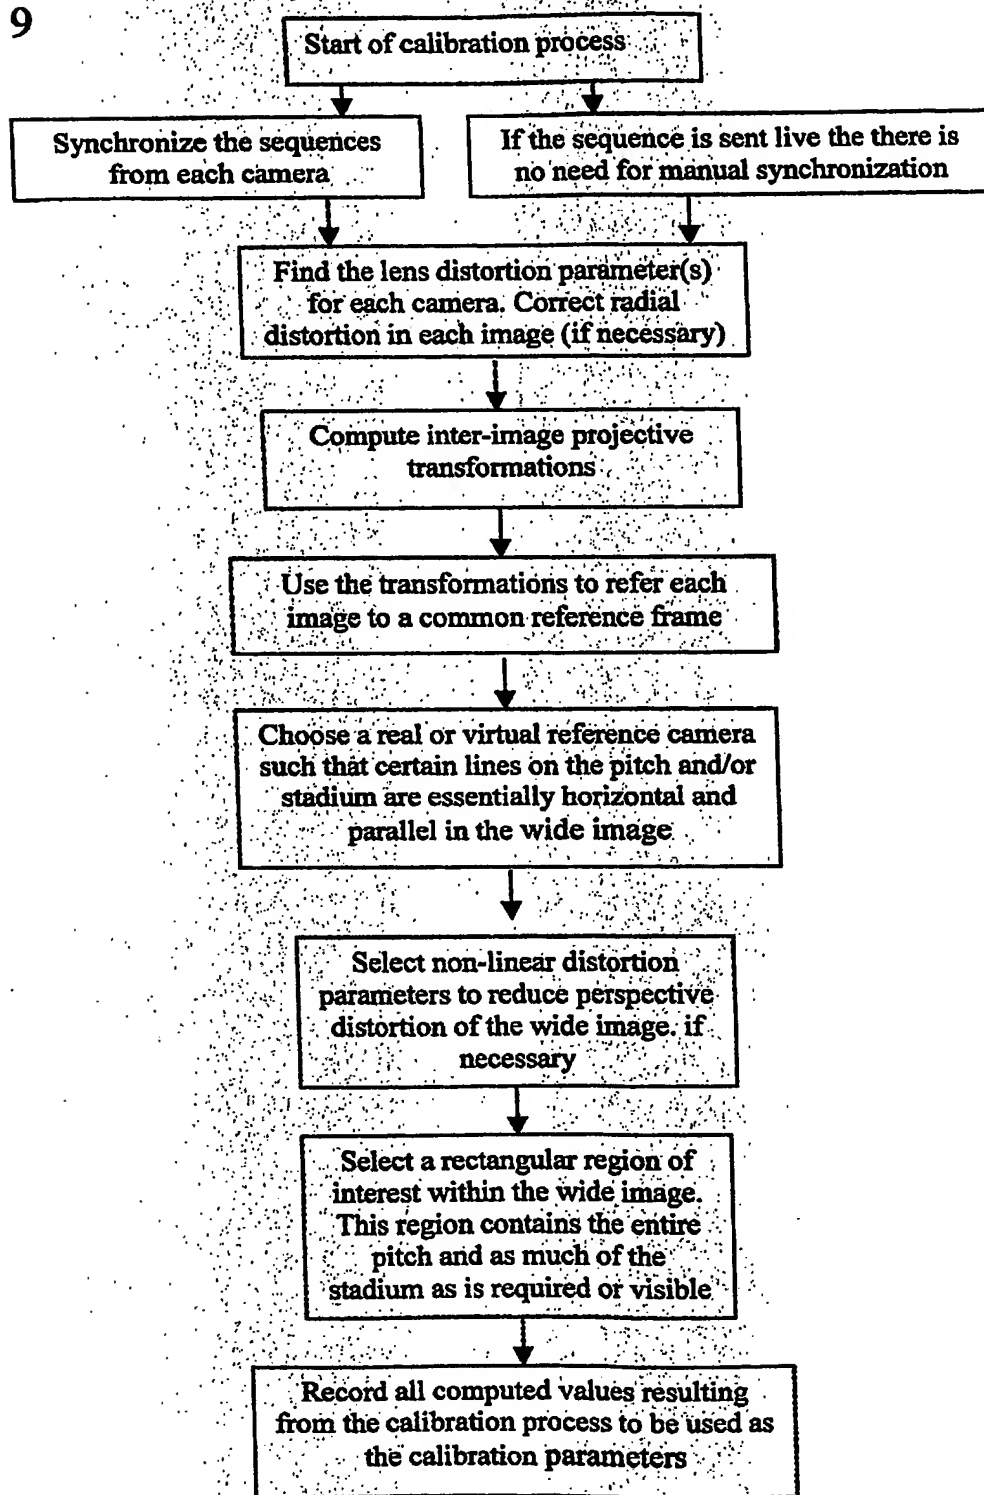 9
Start of calibration process
Synchronize the sequences
from each camera
If the sequence is sent live the there is
no need for manual synchronization
Find the lens distortion parameter(s)
for each camera. Correct radial
distortion in each image (if necessary)
Compute inter-image projective
transformations
Use the transformations to refer each
image to a common reference frame
Choose a real or virtual reference camera
such that certain lines on the pitch and/or
stadium are essentially horizontal and
parallel in the wide image
Select non-linear distortion
parameters to reduce perspective
distortion of the wide image. if
necessary
Select a rectangular region of
interest within the wide image.
This region contains the entire
pitch and as much of the
stadium as is required or visible
Record all computed values resulting
from the calibration process to be used as
the calibration parameters